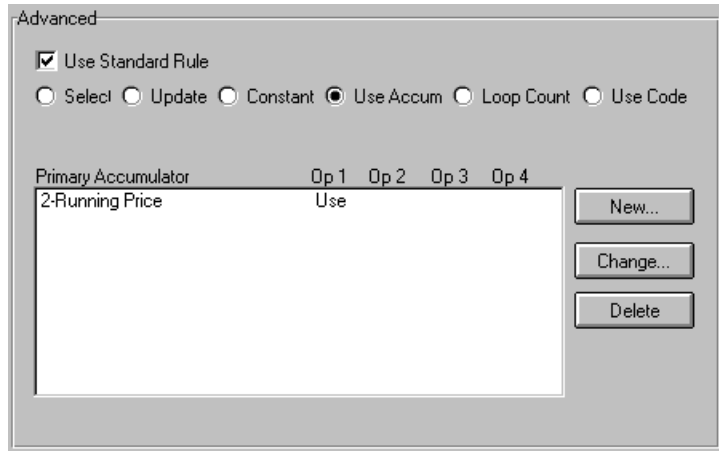 Advanced
Use Standard Rule
Select Update Constant Use Accum Loop Count Use Code
Primary Accumulator Op 1 Op 2 Op 3 Op 4
2-Running Price Use
New...
Change...
Delete